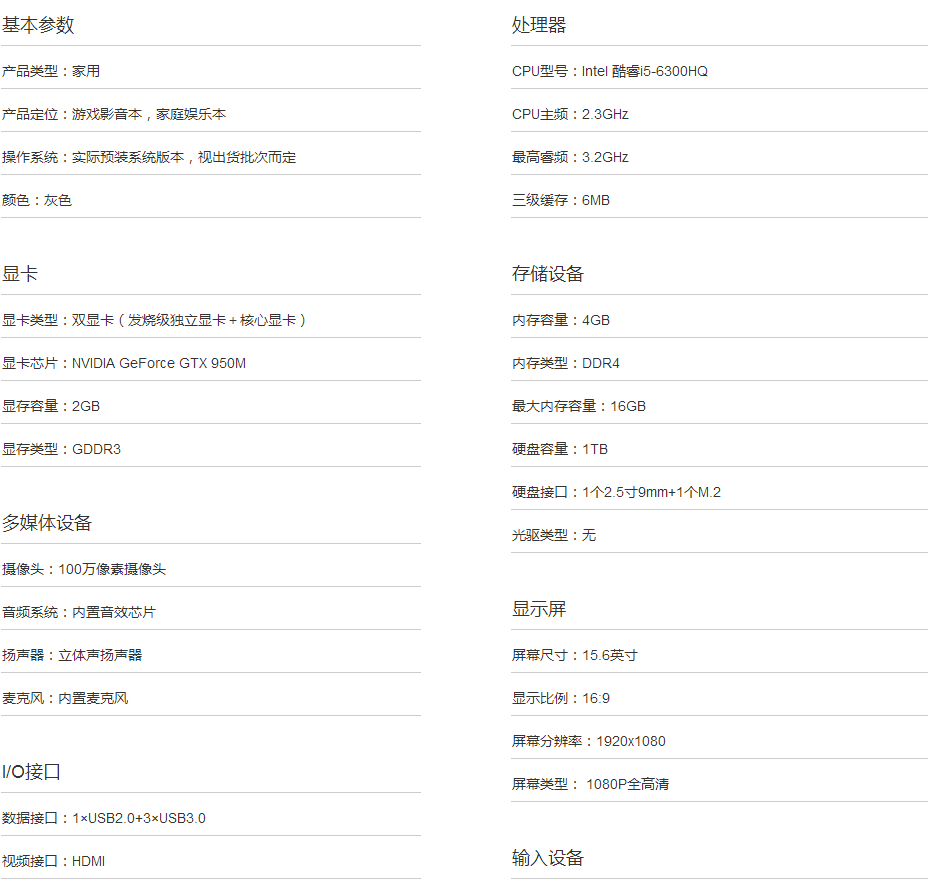 基本参数
产品类型：家用
产品定位：游戏影音本，家庭娱乐本
操作系统：实际预装系统版本，视出货批次而定
颜色：灰色
显卡
显卡类型：双显卡（发烧级独立显卡＋核心显卡）
显卡芯片：NVIDIA GeForce GTX 950M
显存容量：2GB
显存类型：GDDR3
多媒体设备
摄像头：100万像素摄像头
音频系统：内置音效芯片
扬声器：立体声扬声器
麦克风：内置麦克风
I/O接口
数据接口：1×USB2.0+3×USB3.0
视频接口：HDMI
处理器
CPU型号：Intel 酷睿i5-6300HQ
CPU主频：2.3GHz
最高睿频：3.2GHz
三级缓存：6MB
存储设备
内存容量：4GB
内存类型：DDR4
最大内存容量：16GB
硬盘容量：1TB
硬盘接口：1个2.5寸9mm+1个M.2
光驱类型：无
显示屏
屏幕尺寸：15.6英寸
显示比例：16:9
屏幕分辨率：1920x1080
屏幕类型： 1080P全高清
输入设备